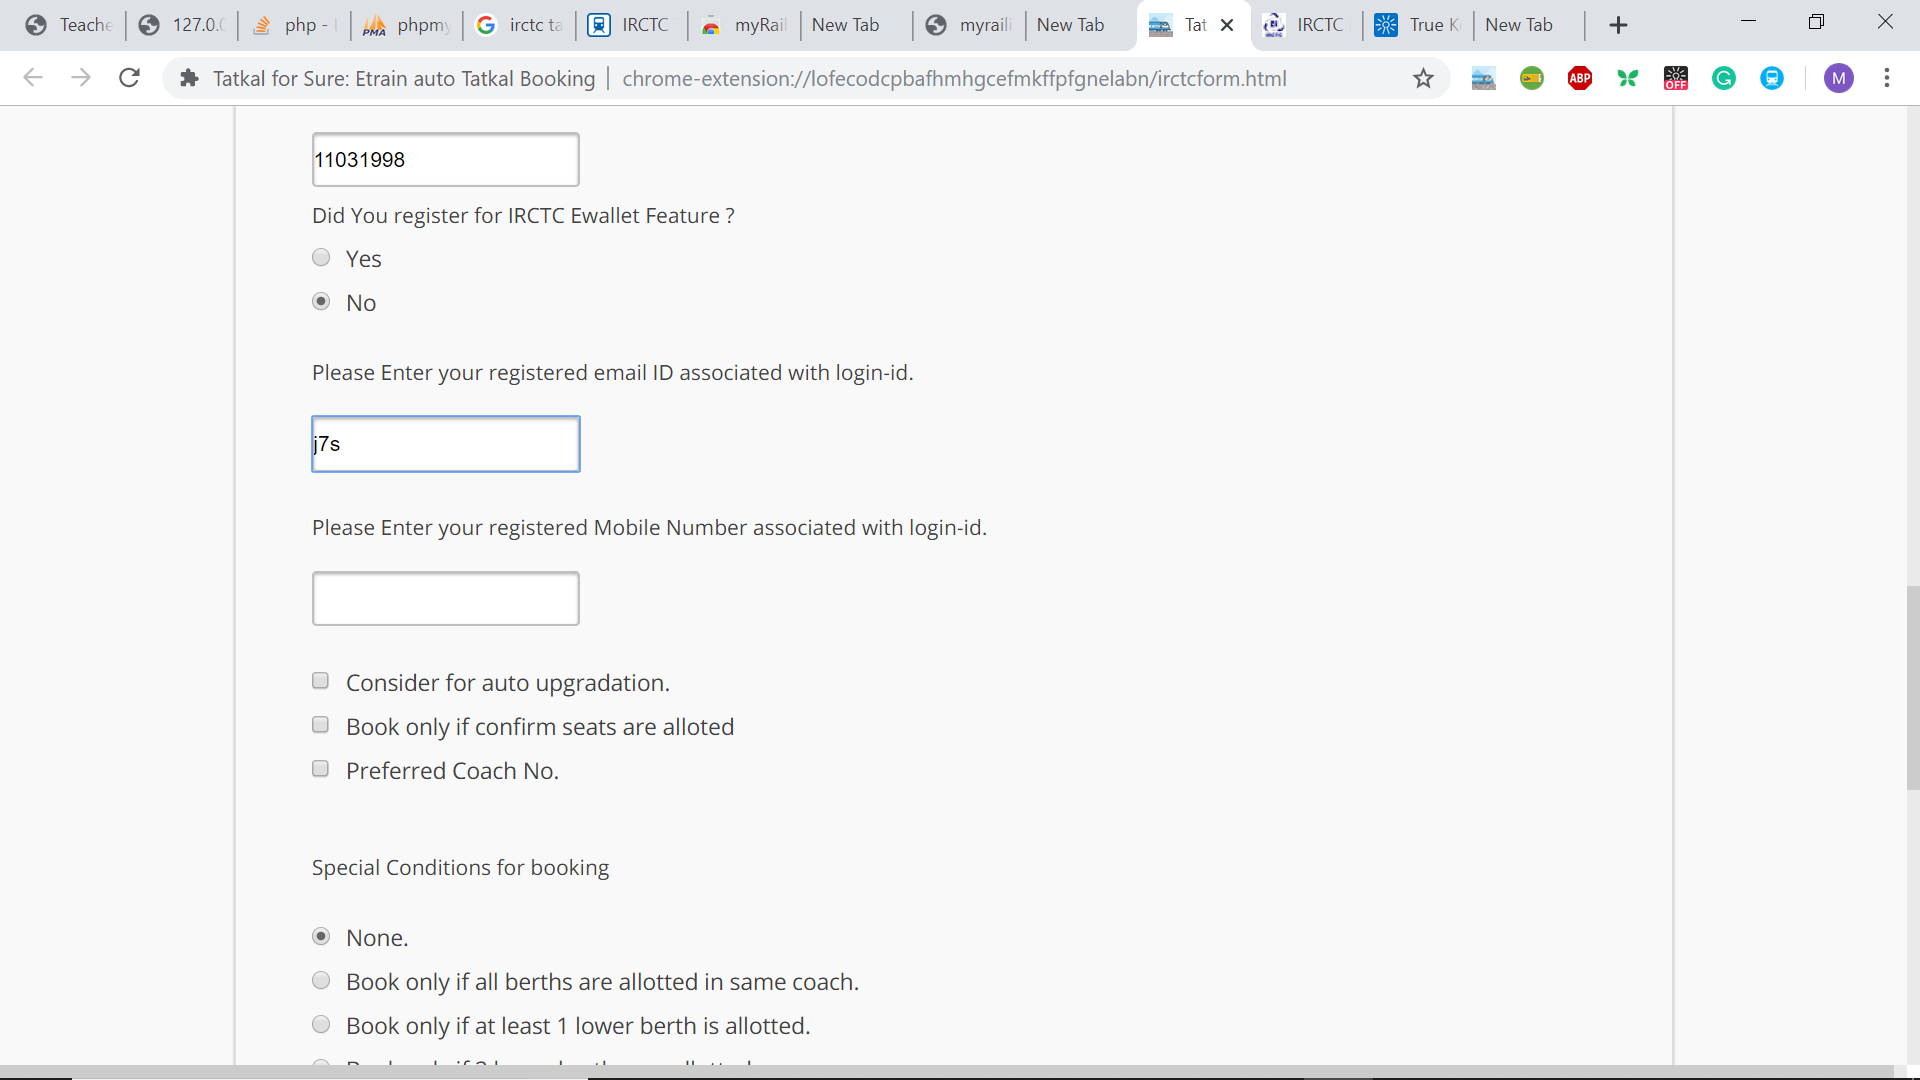 Teache 127.0.0 php - phpmy irctc ta IRCTC myRail New Tab myraili New Tab Tat IRCTC True K New Tab
Tatkal for Sure: Etrain auto Tatkal Booking chrome-extension://lofecodcpbafhmhgcefmkffpfgnelabn/irctcform.html ABP OFF M
11031998
Did You register for IRCTC Ewallet Feature ?
Yes
No
Please Enter your registered email ID associated with login-id.
j7s
Please Enter your registered Mobile Number associated with login-id.
Consider for auto upgradation.
Book only if confirm seats are alloted
Preferred Coach No.
Special Conditions for booking
None.
Book only if all berths are allotted in same coach.
Book only if at least 1 lower berth is allotted.